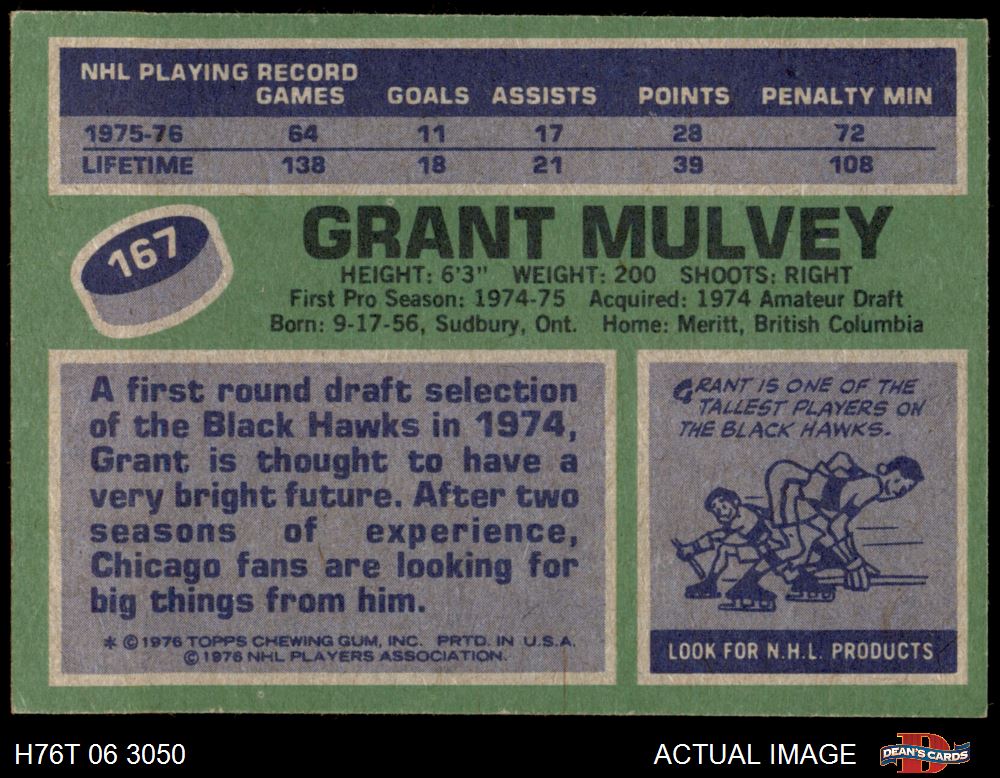 NHL PLAYING RECORD
GAMES GOALS ASSISTS POINTS PENALTY MIN
1975-76 64 11 17 28 72
LIFETIME 138 18 21 39 108
167
GRANT MULVEY
HEIGHT: 6'3" WEIGHT: 200 SHOOTS: RIGHT
First Pro Season: 1974-75 Acquired: 1974 Amateur Draft
Born: 9-17-56, Sudbury, Ont. Home: Meritt, British Columbia
A first round draft selection
of the Black Hawks in 1974,
Grant is thought to have a
very bright future. After two
seasons of experience,
Chicago fans are looking for
big things from him.
* © 1976 TOPPS CHEWING GUM, INC. PRTD. IN U.S.A.
© 1976 NHL PLAYERS ASSOCIATION.
GRANT IS ONE OF THE
TALLEST PLAYERS ON
THE BLACK HAWKS.
LOOK FOR N.H.L. PRODUCTS
H76T 06 3050
ACTUAL IMAGE
D
DEAN'S CARDS